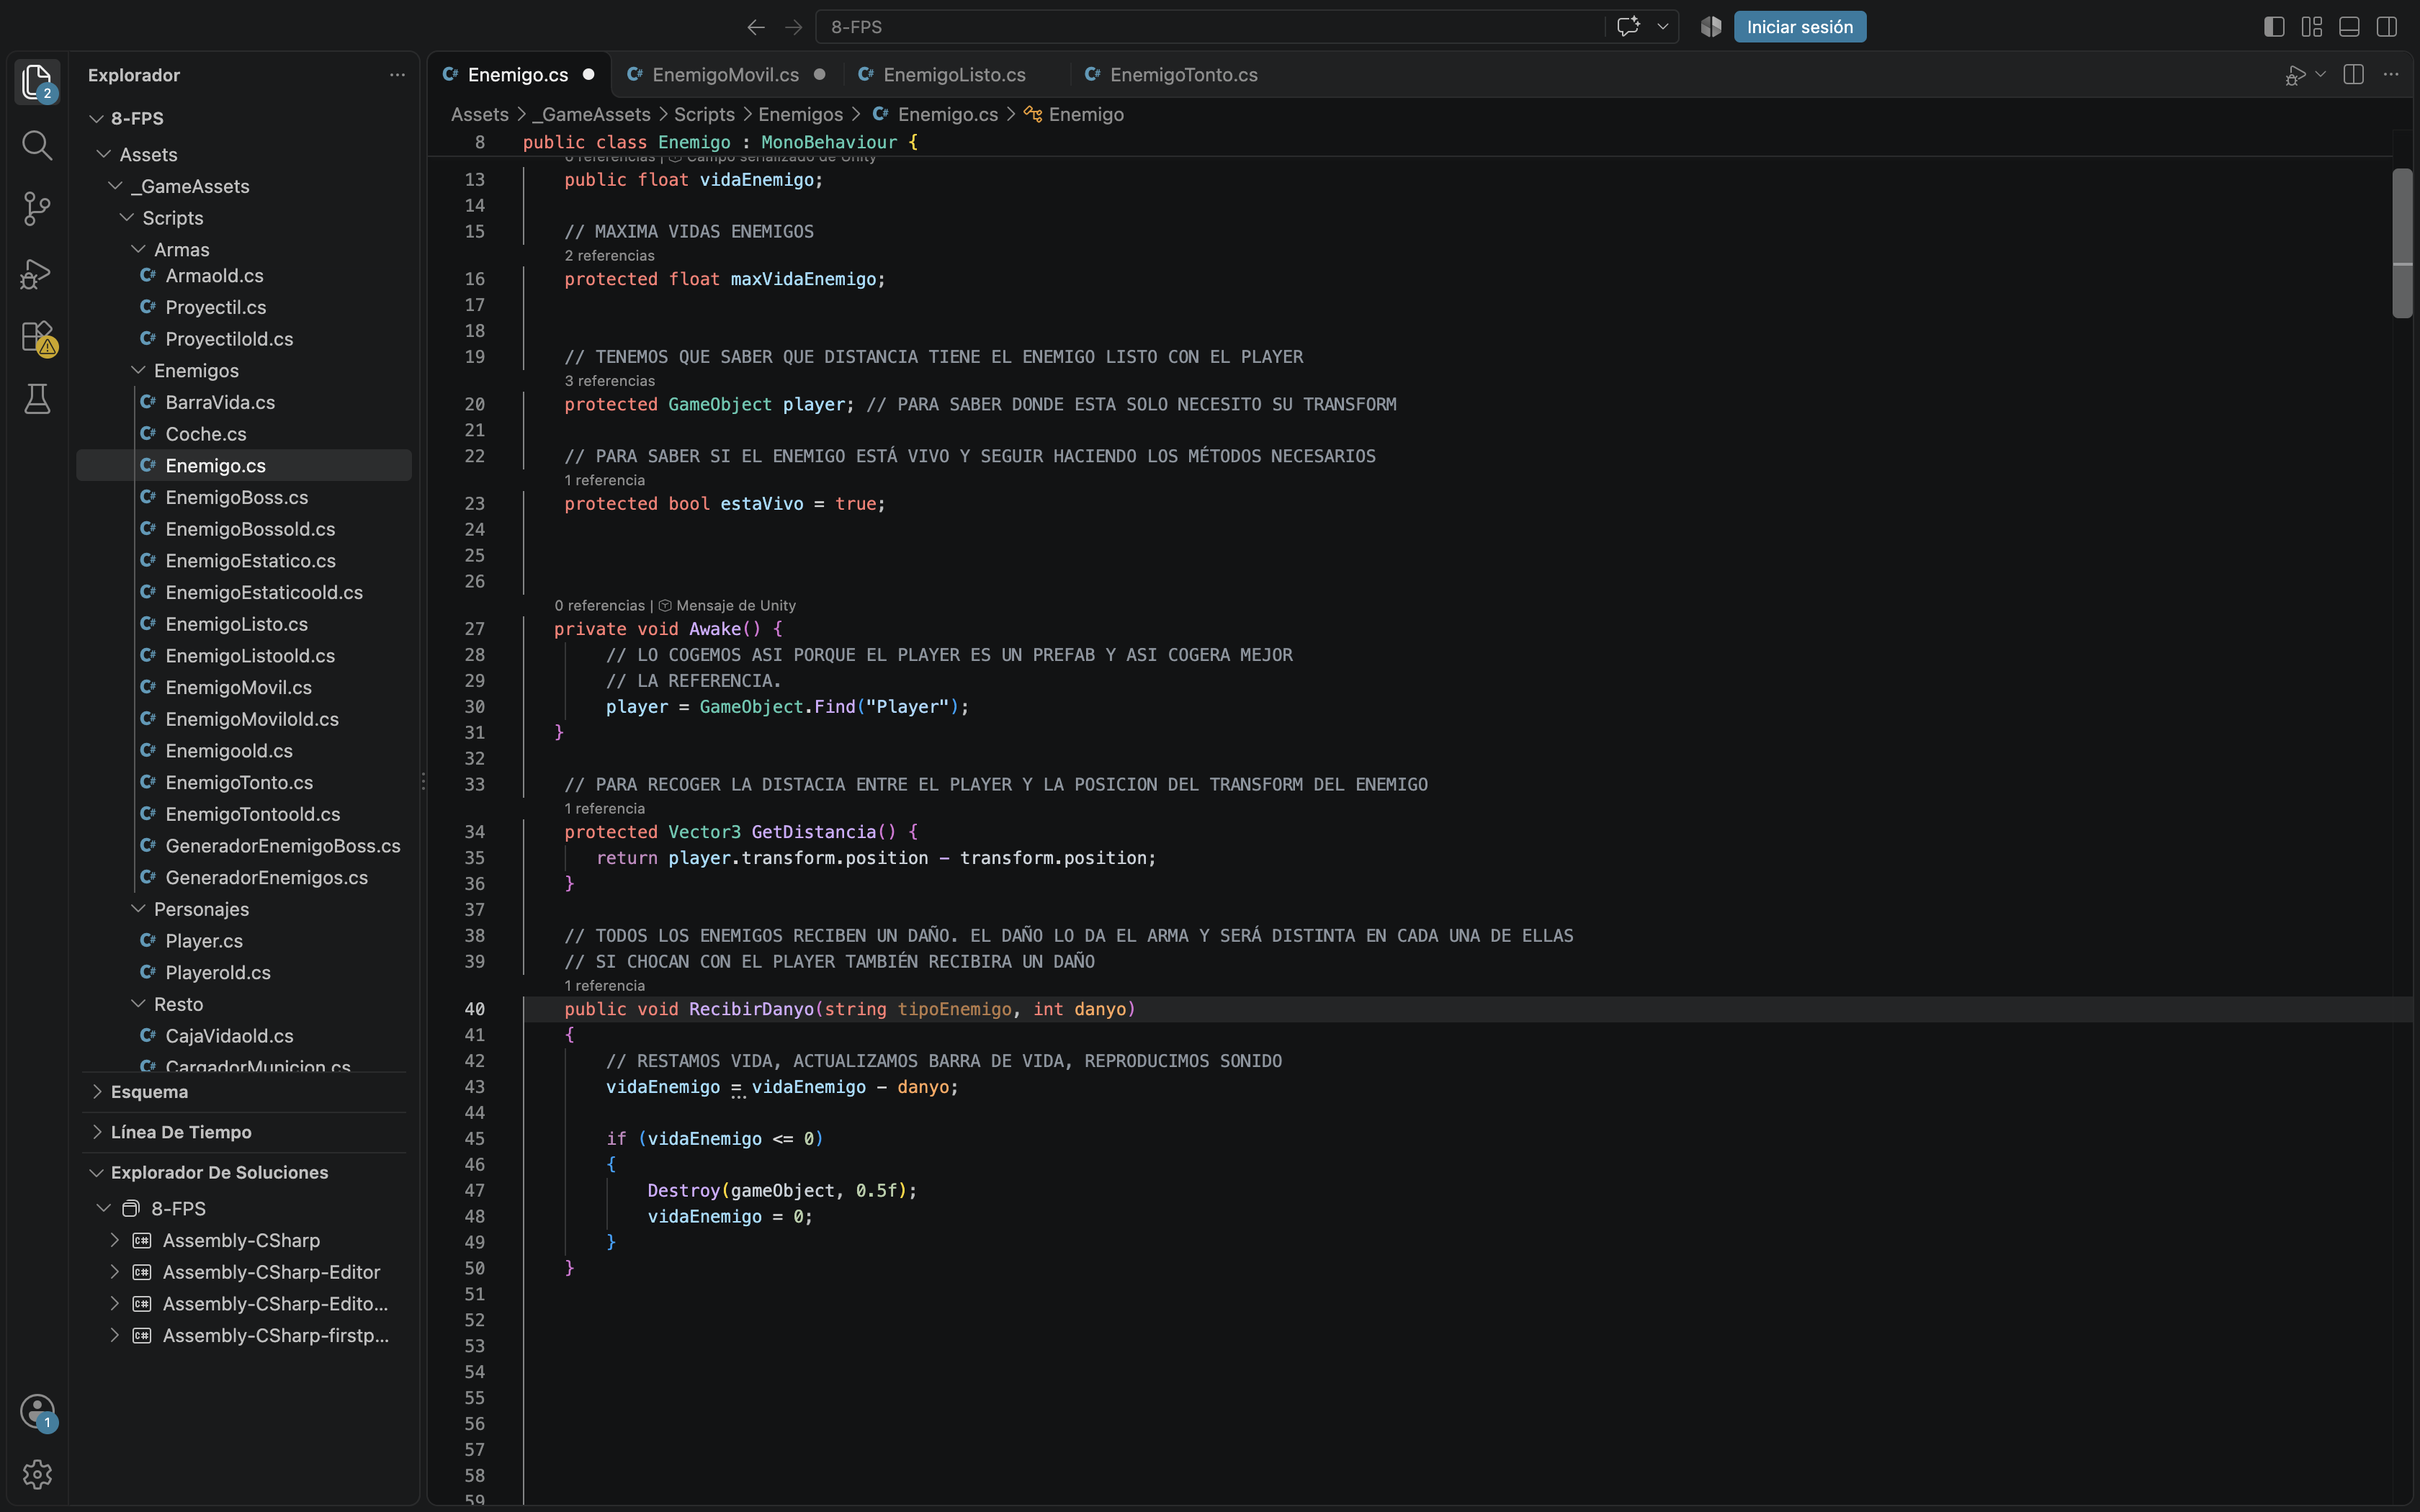 8-FPS
Iniciar sesión
Explorador
8-FPS
Assets
_GameAssets
Scripts
Armas
Armaold.cs
Proyectil.cs
Proyectilold.cs
Enemigos
BarraVida.cs
Coche.cs
Enemigo.cs
EnemigoBoss.cs
EnemigoBossold.cs
EnemigoEstatico.cs
EnemigoEstaticoold.cs
EnemigoListo.cs
EnemigoListoold.cs
EnemigoMovil.cs
EnemigoMovilold.cs
Enemigoold.cs
EnemigoTonto.cs
EnemigoTontoold.cs
GeneradorEnemigoBoss.cs
GeneradorEnemigos.cs
Personajes
Player.cs
Playerold.cs
Resto
CajaVidaold.cs
CargadorMunicion.cs
Esquema
Línea De Tiempo
Explorador De Soluciones
8-FPS
Assembly-CSharp
Assembly-CSharp-Editor
Assembly-CSharp-Edito...
Assembly-CSharp-firstp...
2
1
Enemigo.cs EnemigoMovil.cs EnemigoListo.cs EnemigoTonto.cs
Assets > _GameAssets > Scripts > Enemigos > Enemigo.cs > Enemigo
8 public class Enemigo : MonoBehaviour {
0 referencias | Campo serializado de Unity
13 public float vidaEnemigo;
14
15 // MAXIMA VIDAS ENEMIGOS
2 referencias
16 protected float maxVidaEnemigo;
17
18
19 // TENEMOS QUE SABER QUE DISTANCIA TIENE EL ENEMIGO LISTO CON EL PLAYER
3 referencias
20 protected GameObject player; // PARA SABER DONDE ESTA SOLO NECESITO SU TRANSFORM
21
22 // PARA SABER SI EL ENEMIGO ESTÁ VIVO Y SEGUIR HACIENDO LOS MÉTODOS NECESARIOS
1 referencia
23 protected bool estaVivo = true;
24
25
26
0 referencias | Mensaje de Unity
27 private void Awake() {
28 // LO COGEMOS ASI PORQUE EL PLAYER ES UN PREFAB Y ASI COGERA MEJOR
29 // LA REFERENCIA.
30 player = GameObject.Find("Player");
31 }
32
33 // PARA RECOGER LA DISTACIA ENTRE EL PLAYER Y LA POSICION DEL TRANSFORM DEL ENEMIGO
1 referencia
34 protected Vector3 GetDistancia() {
35 return player.transform.position - transform.position;
36 }
37
38 // TODOS LOS ENEMIGOS RECIBEN UN DAÑO. EL DAÑO LO DA EL ARMA Y SERÁ DISTINTA EN CADA UNA DE ELLAS
39 // SI CHOCAN CON EL PLAYER TAMBIÉN RECIBIRA UN DAÑO
1 referencia
40 public void RecibirDanyo(string tipoEnemigo, int danyo)
41 {
42 // RESTAMOS VIDA, ACTUALIZAMOS BARRA DE VIDA, REPRODUCIMOS SONIDO
43 vidaEnemigo = vidaEnemigo - danyo;
44
45 if (vidaEnemigo <= 0)
46 {
47 Destroy(gameObject, 0.5f);
48 vidaEnemigo = 0;
49 }
50 }
51
52
53
54
55
56
57
58
59